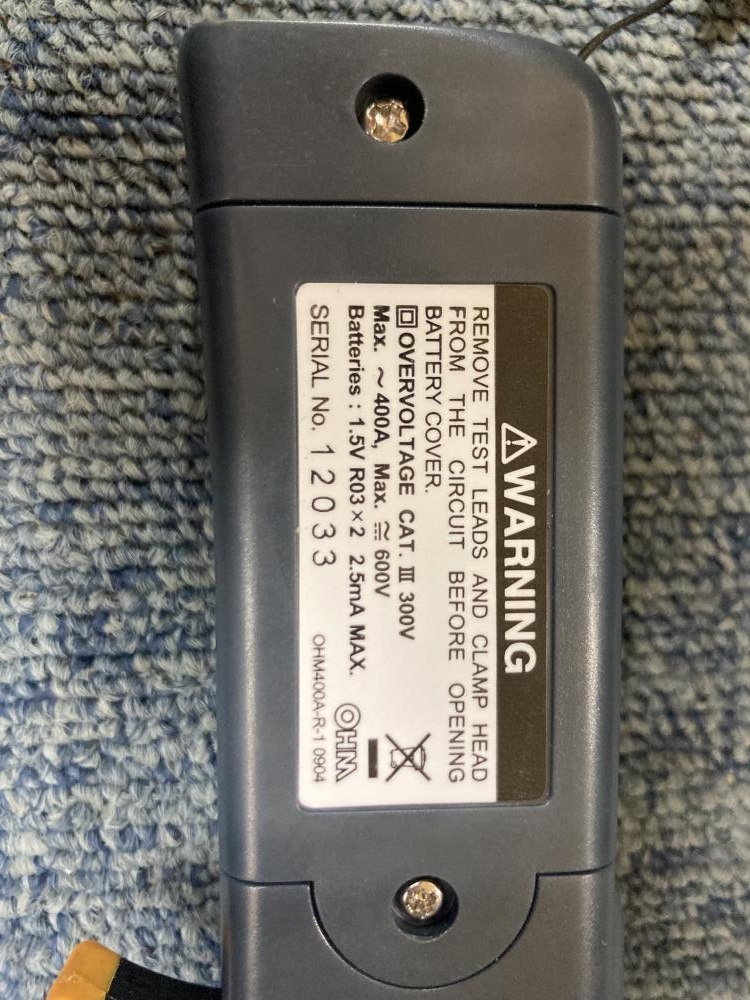 ⚠WARNING
REMOVE TEST LEADS AND CLAMP HEAD
FROM THE CIRCUIT BEFORE OPENING
BATTERY COVER.
OVERVOLTAGE CAT. Ⅲ 300V
Max. ～400A, Max. ≂ 600V
Batteries : 1.5V R03×2 2.5mA MAX.
SERIAL No. 12033
OHM
OHM400A-R-1 0904